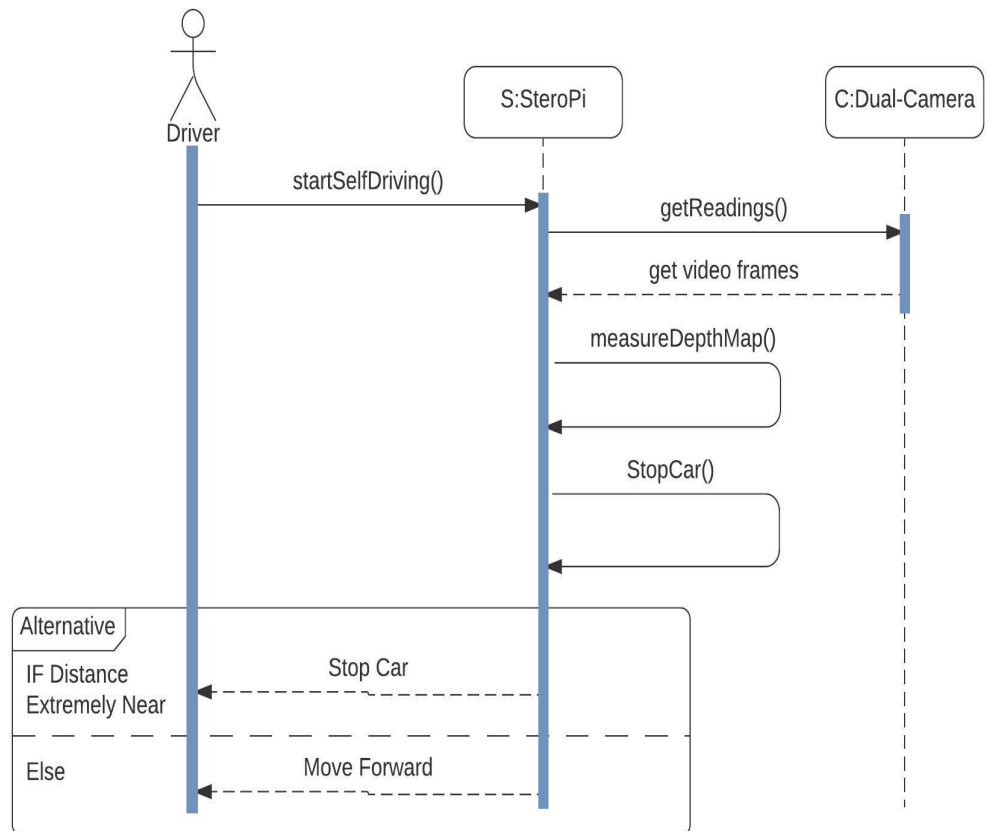 Driver
S:SteroPi
C:Dual-Camera
startSelfDriving()
getReadings()
get video frames
measureDepthMap()
StopCar()
Alternative
IF Distance
Extremely Near
Stop Car
Else
Move Forward